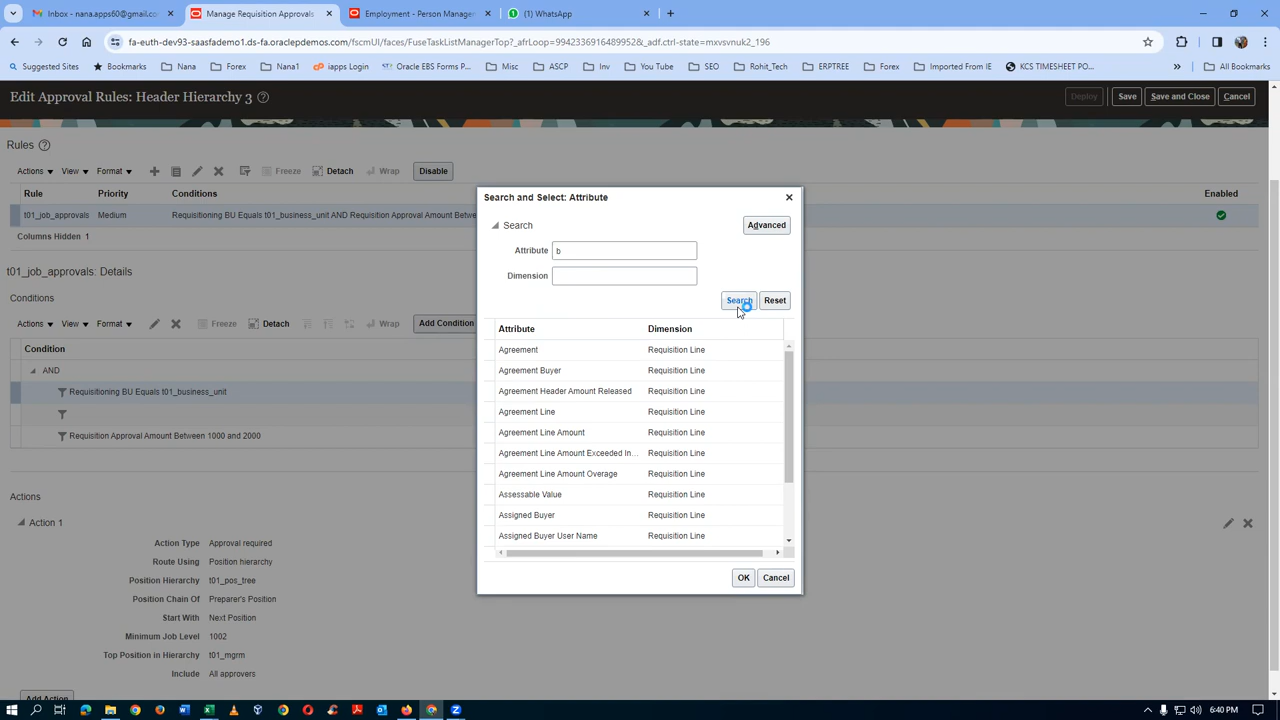 Inbox - nana.apps60@gmail.co
Manage Requisition Approvals
Employment - Person Manager
(1) WhatsApp
fa-euth-dev93-saasfademo1.ds-fa.oraclepdemos.com/fscmUI/faces/FuseTaskListManagerTop?_afrLoop=99423369164899528&_adf.ctrl-state=mxvsvnuk2_196
Suggested Sites
Bookmarks
Nana
Forex
Nana1
iapps Login
Oracle EBS Forms P...
Misc
ASCP
Inv
You Tube
SEO
Rohit_Tech
ERPTREE
Forex
Imported From IE
KCS TIMESHEET PO...
»
All Bookmarks
Edit Approval Rules: Header Hierarchy 3
Deploy
Save
Save and Close
Cancel
Rules
Actions
View
Format
Freeze
Detach
Wrap
Disable
Rule
Priority
Conditions
Enabled
t01_job_approvals
Medium
Requisitioning BU Equals t01_business_unit AND Requisition Approval Amount Betwe
Columns Hidden 1
t01_job_approvals: Details
Conditions
Actions
View
Format
Freeze
Detach
Wrap
Add Condition
Condition
AND
Requisitioning BU Equals t01_business_unit
Requisition Approval Amount Between 1000 and 2000
Actions
Action 1
Action Type Approval required
Route Using Position hierarchy
Position Hierarchy t01_pos_tree
Position Chain Of Preparer's Position
Start With Next Position
Minimum Job Level 1002
Top Position in Hierarchy t01_mgrm
Include All approvers
Add Action
Search and Select: Attribute
Search
Advanced
Attribute b
Dimension
Search
Reset
Attribute Dimension
Agreement Requisition Line
Agreement Buyer Requisition Line
Agreement Header Amount Released Requisition Line
Agreement Line Requisition Line
Agreement Line Amount Requisition Line
Agreement Line Amount Exceeded In... Requisition Line
Agreement Line Amount Overage Requisition Line
Assessable Value Requisition Line
Assigned Buyer Requisition Line
Assigned Buyer User Name Requisition Line
OK
Cancel
6:40 PM